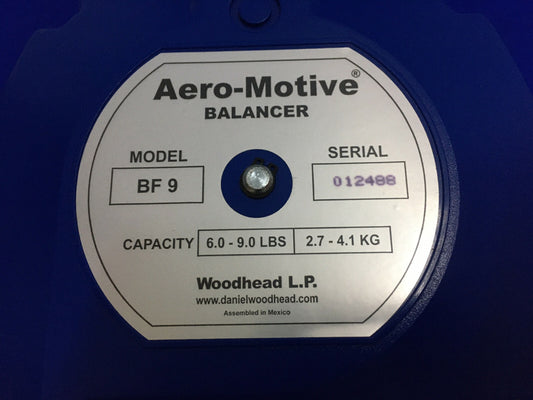 Aero-Motive®
BALANCER
MODEL
SERIAL
BF 9
012488
CAPACITY
6.0 - 9.0 LBS
2.7 - 4.1 KG
Woodhead L.P.
www.danielwoodhead.com
Assembled in Mexico